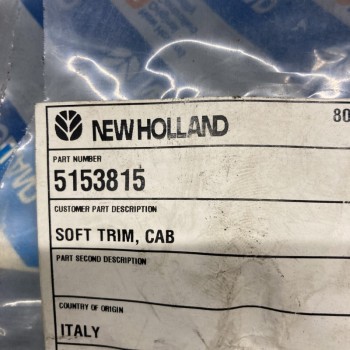 NEW HOLLAND
80
PART NUMBER
5153815
CUSTOMER PART DESCRIPTION
SOFT TRIM, CAB
PART SECOND DESCRIPTION
COUNTRY OF ORIGIN
ITALY